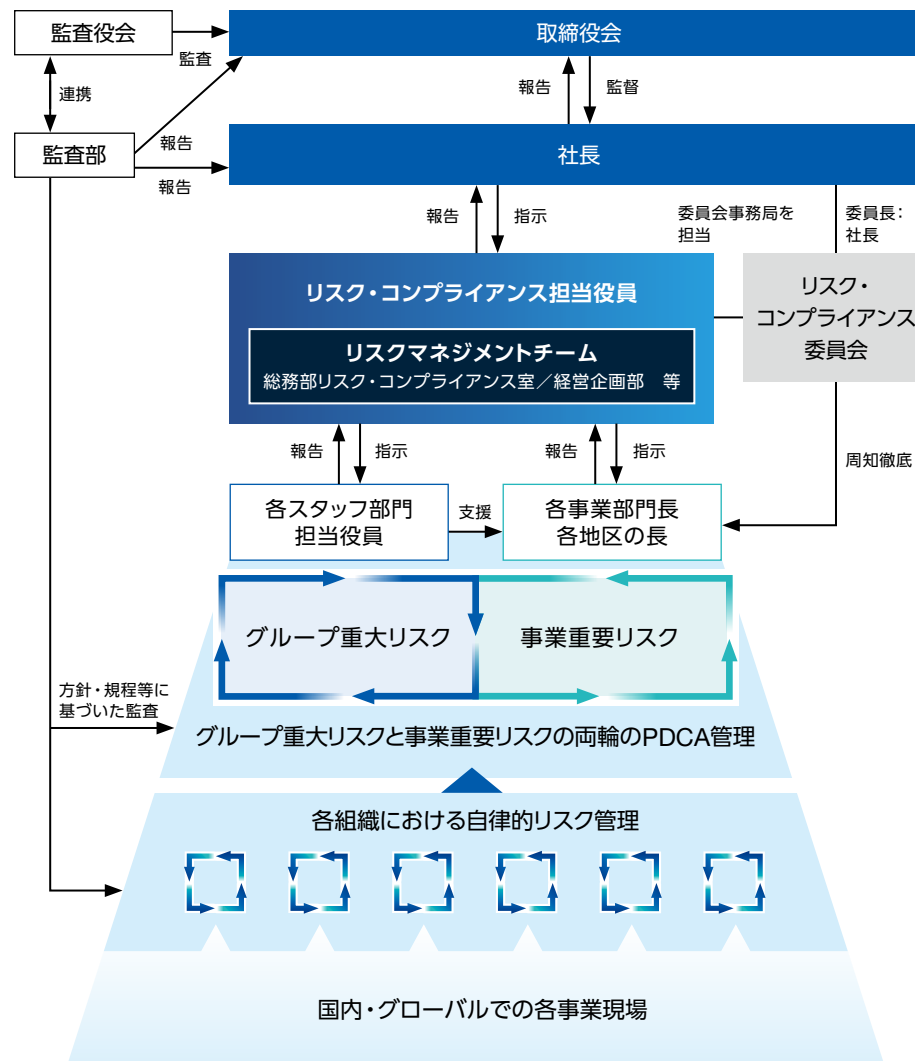 監査役会
監査
取締役会
連携
報告
監督
監査部
報告
報告
社長
報告
指示
委員会事務局を
担当
委員長：
社長
リスク・コンプライアンス担当役員
リスクマネジメントチーム
総務部リスク・コンプライアンス室／経営企画部　等
リスク・
コンプライアンス
委員会
報告
指示
報告
指示
周知徹底
各スタッフ部門
担当役員
支援
各事業部門長
各地区の長
グループ重大リスク
事業重要リスク
方針・規程等に
基づいた監査
グループ重大リスクと事業重要リスクの両輪のPDCA管理
各組織における自律的リスク管理
国内・グローバルでの各事業現場